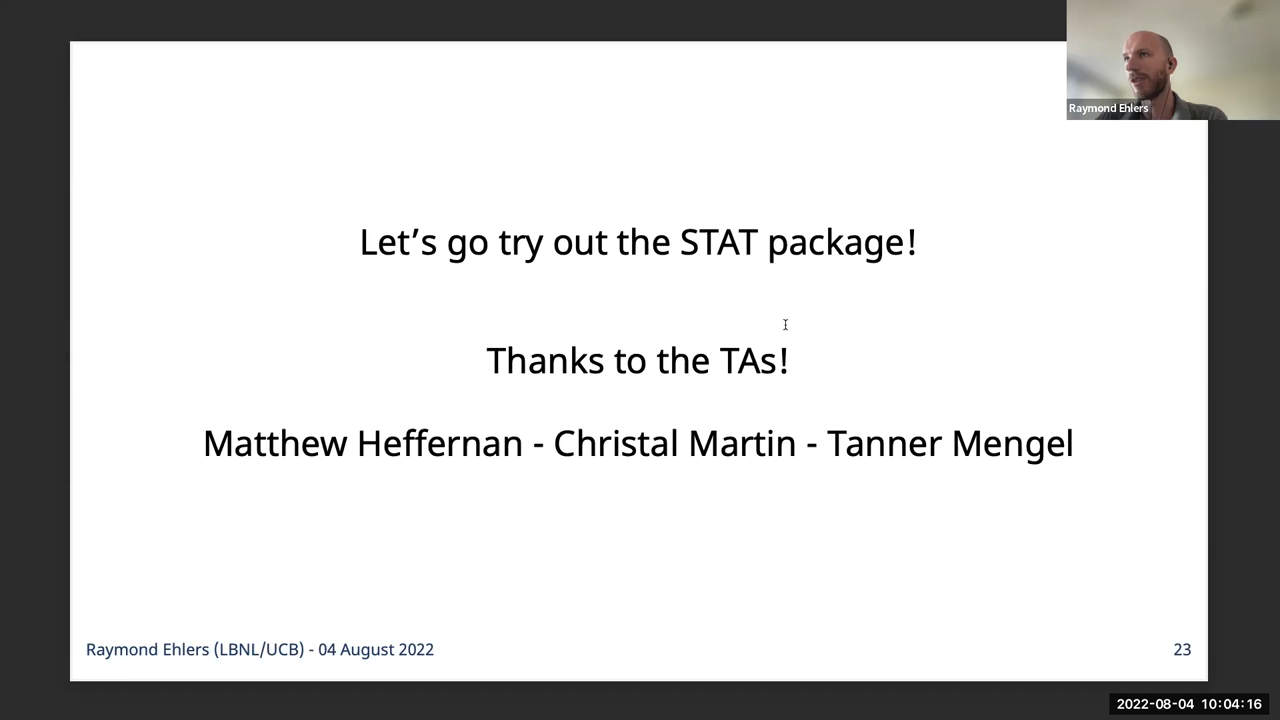 Raymond Ehlers
Let’s go try out the STAT package!
Thanks to the TAs!
Matthew Heffernan - Christal Martin - Tanner Mengel
Raymond Ehlers (LBNL/UCB) - 04 August 2022
23
2022-08-04 10:04:16